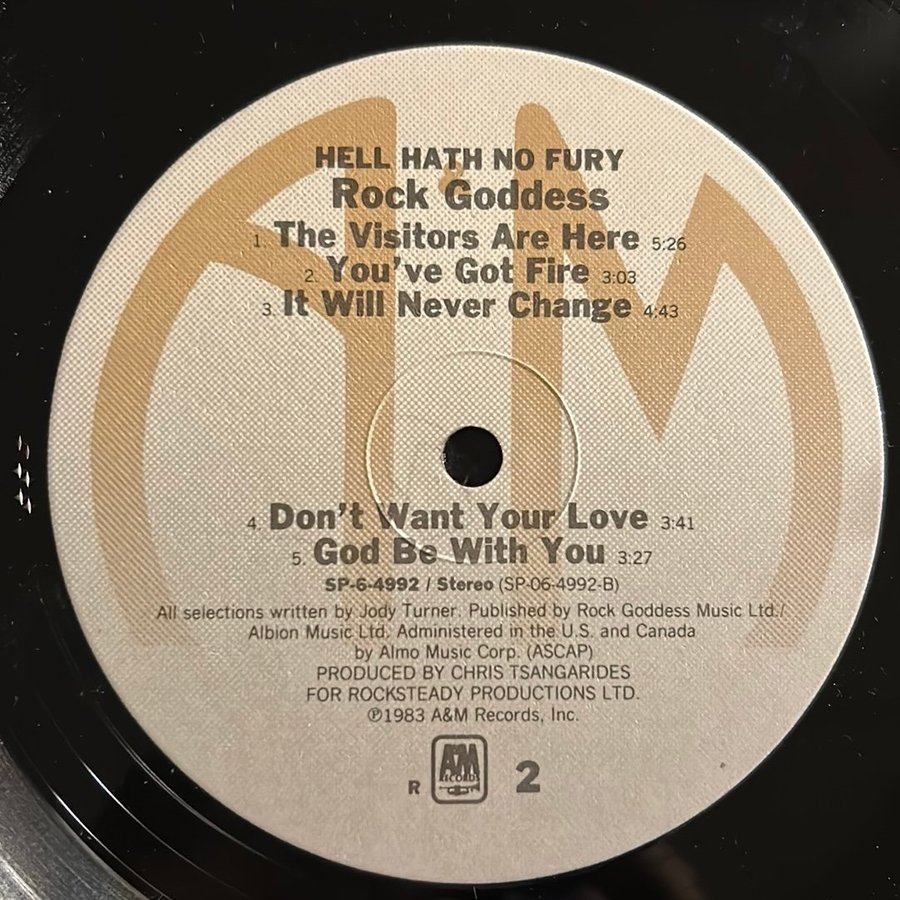 HELL HATH NO FURY
Rock Goddess
1. The Visitors Are Here 5:26
2. You've Got Fire 3:03
3. It Will Never Change 4:43
4. Don't Want Your Love 3:41
5. God Be With You 3:27
SP-6-4992 / Stereo (SP-06-4992-B)
All selections written by Jody Turner. Published by Rock Goddess Music Ltd./
Albion Music Ltd. Administered in the U.S. and Canada
by Almo Music Corp. (ASCAP)
PRODUCED BY CHRIS TSANGARIDES
FOR ROCKSTEADY PRODUCTIONS LTD.
℗1983 A&M Records, Inc.
R A&M RECORDS 2